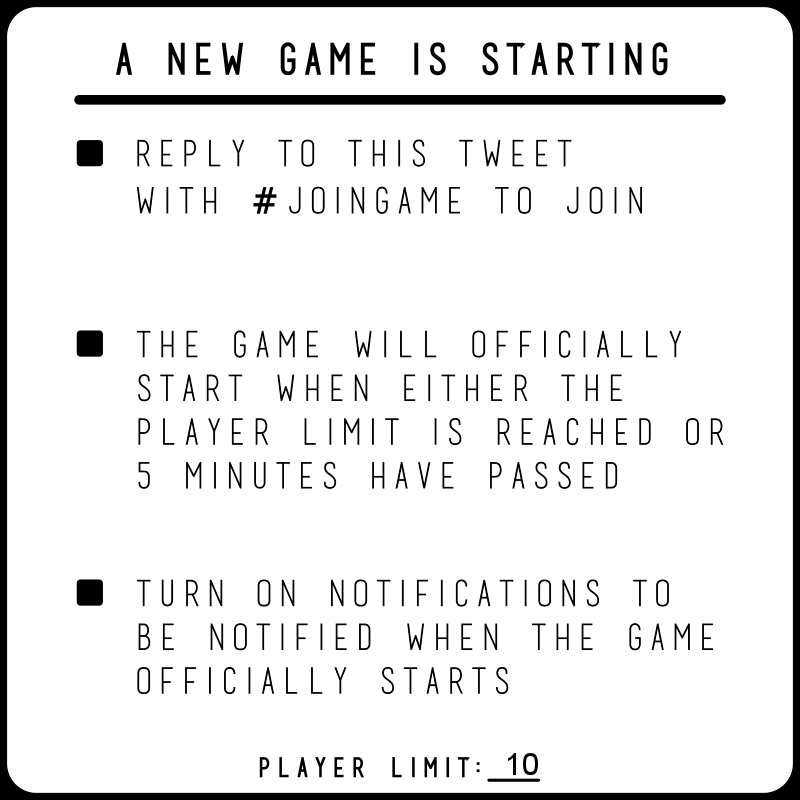 A NEW GAME IS STARTING
REPLY TO THIS TWEET
WITH #JOINGAME TO JOIN
THE GAME WILL OFFICIALLY
START WHEN EITHER THE
PLAYER LIMIT IS REACHED OR
5 MINUTES HAVE PASSED
TURN ON NOTIFICATIONS TO
BE NOTIFIED WHEN THE GAME
OFFICIALLY STARTS
PLAYER LIMIT: 10